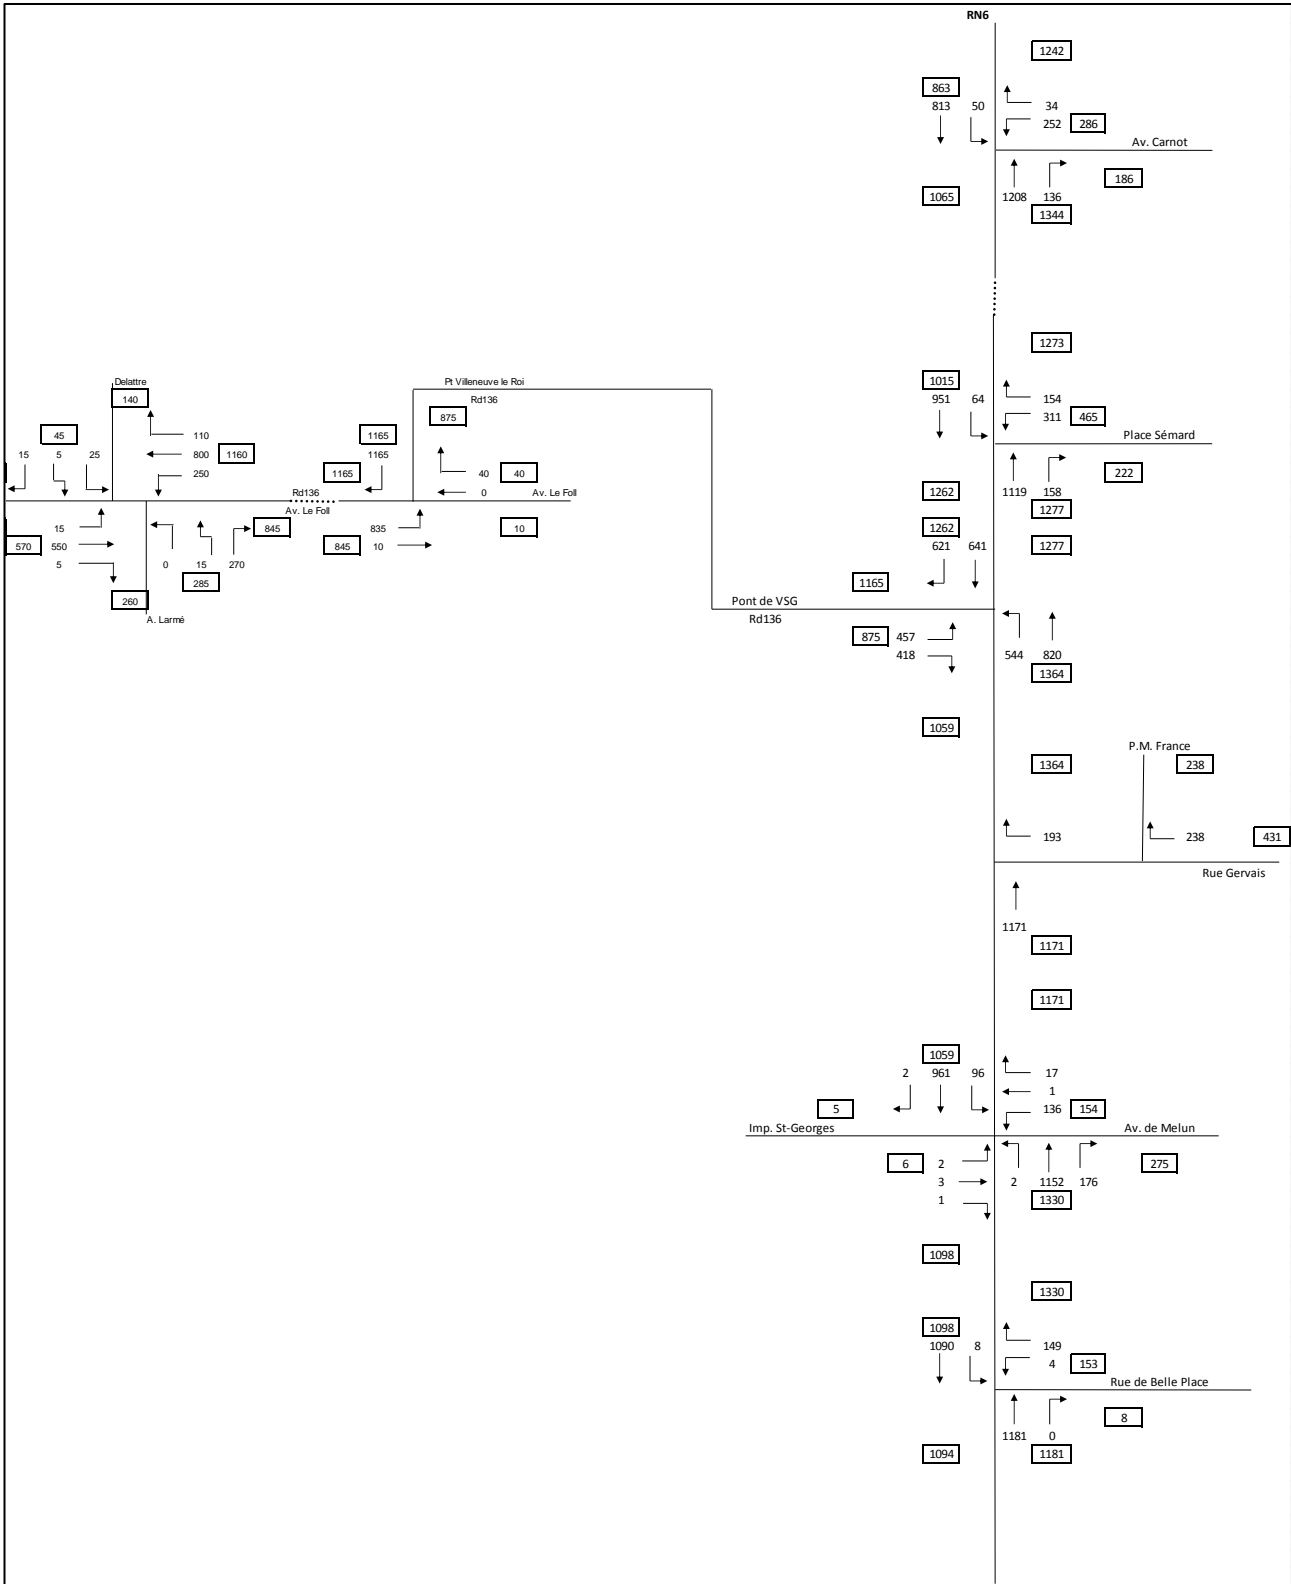 RN6
1242
863
813 50 34
252 286
Av. Carnot
186
1065 1208 136
1344
1273
1015
951 64 154
311 465
Place Sémard
222
1262 1119 158
1277
1262 1277
621 641
1165
Pont de VSG
Rd136
875 457
418 544 820
1364
1059
P.M. France
1364 238
193 238 431
Rue Gervais
1171
1171
1171
1059
2 961 96 17
1
5 136 154
Imp. St-Georges Av. de Melun
6 2 275
3 2 1152 176
1 1330
1098
1330
1098
1090 8 149
4 153
Rue de Belle Place
8
1181 0
1094 1181
Delattre
140
45 110
15 5 25 800 1160
250
Rd136
Av. Le Foll
15 845
570 550
5 0 15 270
285
260
A. Larmé
Pt Villeneuve le Roi
Rd136
875
1165
1165
1165 40 40
0 Av. Le Foll
835 10
845 10